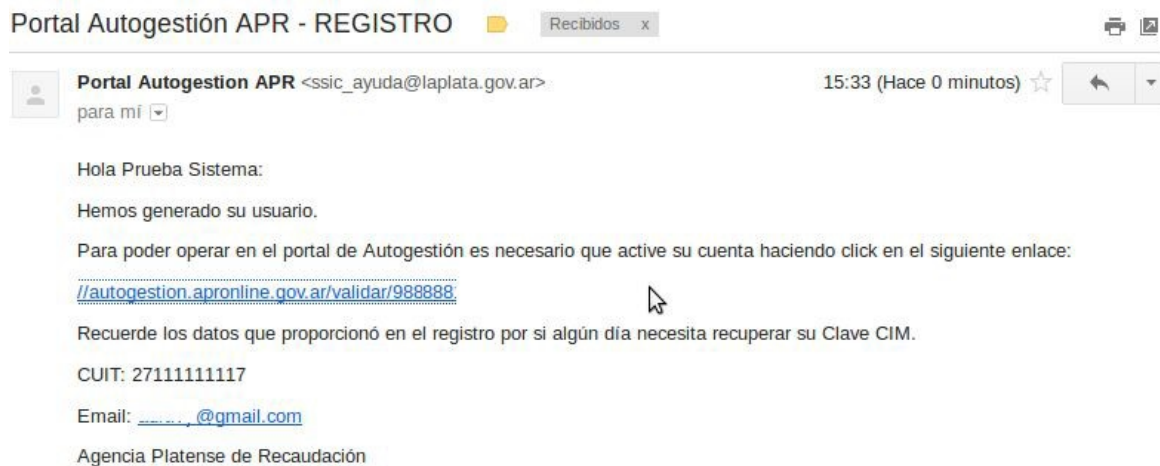 Portal Autogestión APR - REGISTRO Recibidos x
Portal Autogestion APR <ssic_ayuda@laplata.gov.ar> 15:33 (Hace 0 minutos)
para mí
Hola Prueba Sistema:
Hemos generado su usuario.
Para poder operar en el portal de Autogestión es necesario que active su cuenta haciendo click en el siguiente enlace:
//autogestion.apronline.gov.ar/validar/988888
Recuerde los datos que proporcionó en el registro por si algún día necesita recuperar su Clave CIM.
CUIT: 27111111117
Email: @gmail.com
Agencia Platense de Recaudación